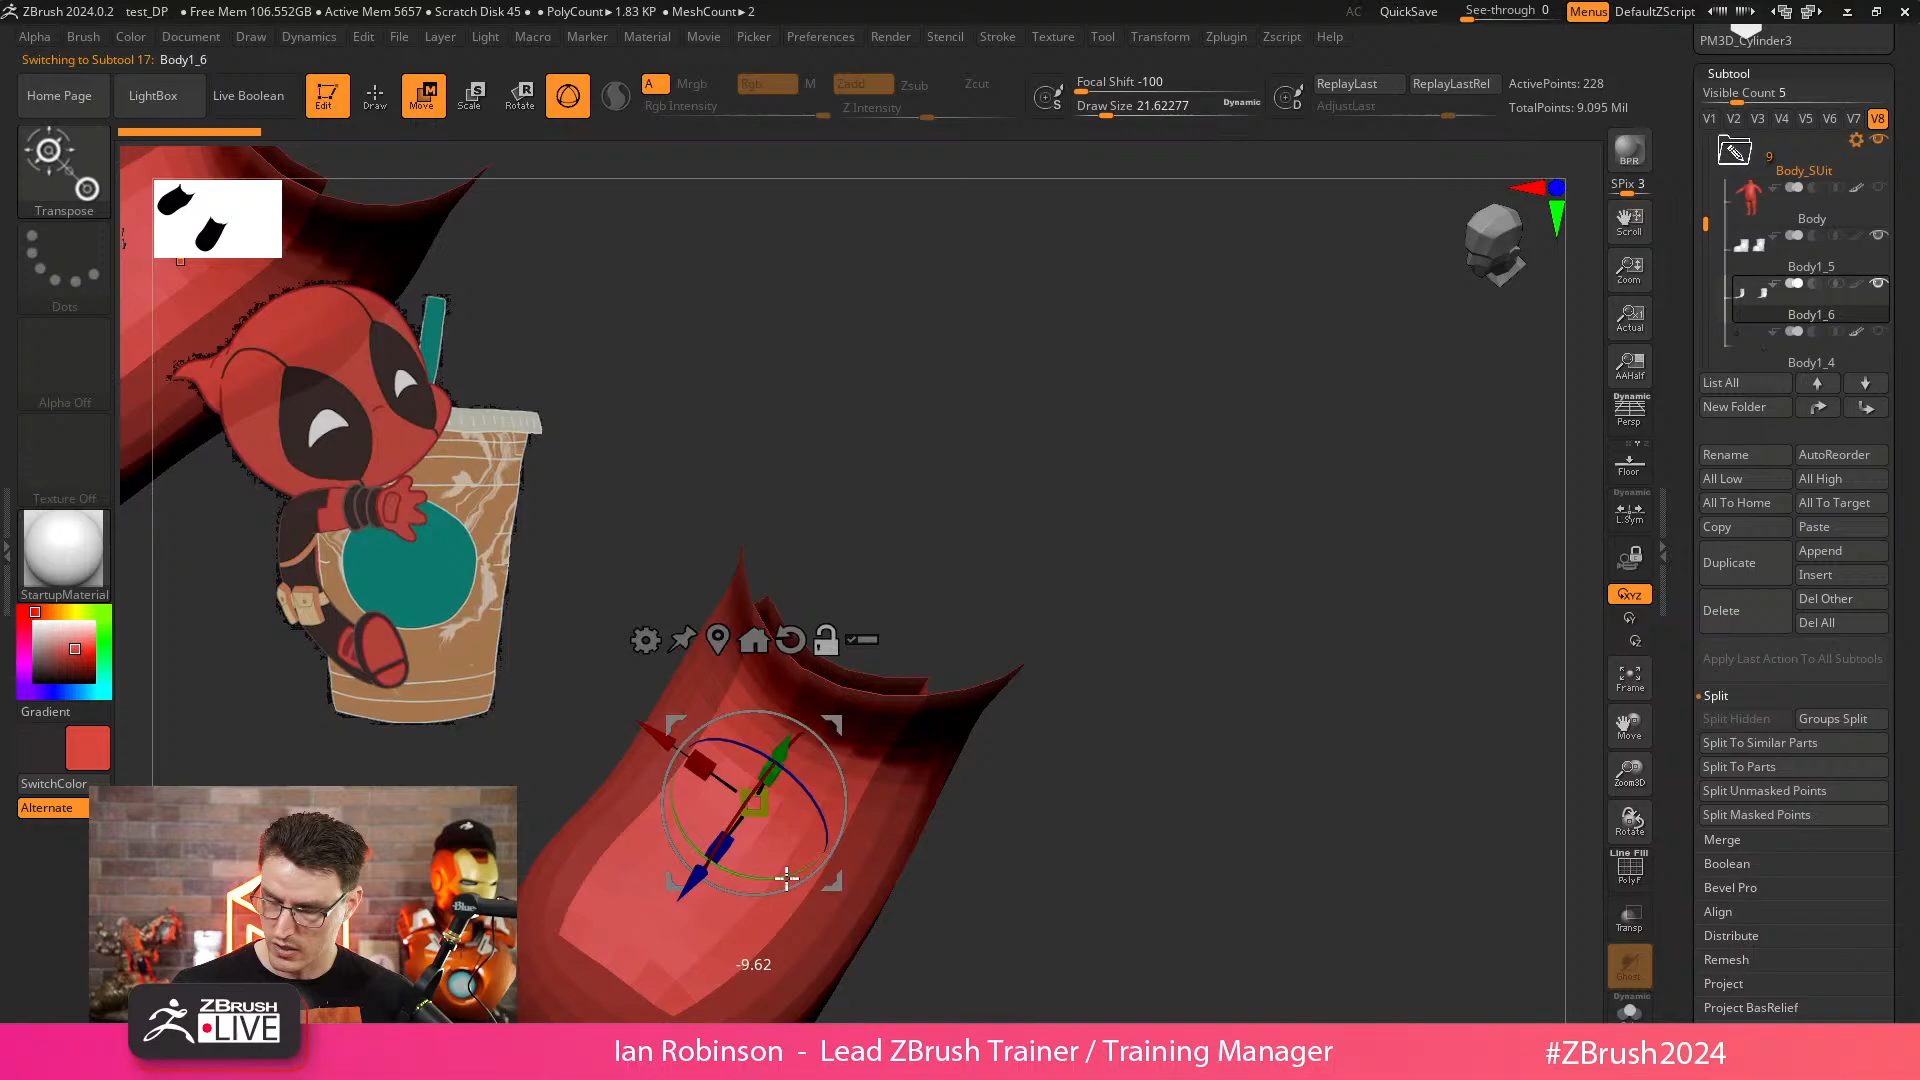 ZBrush 2024.0.2 test_DP • Free Mem 106.552GB • Active Mem 5657 • Scratch Disk 45 • PolyCount▸ 1.83 KP • MeshCount▸ 2 AC QuickSave See-through 0 Menus DefaultZScript
Alpha Brush Color Document Draw Dynamics Edit File Layer Light Macro Marker Material Movie Picker Preferences Render Stencil Stroke Texture Tool Transform Zplugin Zscript Help
PM3D_Cylinder3
Switching to Subtool 17: Body1_6
Home Page LightBox Live Boolean Edit Draw Move Scale Rotate
A Mrgb Rgb M Zadd Zsub Zcut
Rgb Intensity Z Intensity
S Focal Shift -100
Draw Size 21.62277 Dynamic
D ReplayLast ReplayLastRel ActivePoints: 228
AdjustLast TotalPoints: 9.095 Mil
Subtool
Visible Count 5
V1 V2 V3 V4 V5 V6 V7 V8
9
Body_SUit
Body
Body1_5
Body1_6
Body1_4
List All
New Folder
Rename AutoReorder
All Low All High
All To Home All To Target
Copy Paste
Duplicate Append
Insert
Delete Del Other
Del All
Apply Last Action To All Subtools
Split
Split Hidden Groups Split
Split To Similar Parts
Split To Parts
Split Unmasked Points
Split Masked Points
Merge
Boolean
Bevel Pro
Align
Distribute
Remesh
Project
Project BasRelief
BPR
SPix 3
Scroll
Zoom
Actual
AAHalf
Dynamic
Persp
Floor
Dynamic
L.Sym
XYZ
Frame
Move
Zoom3D
Rotate
Line Fill
PolyF
Transp
Ghost
Dynamic
Transpose
Dots
Alpha Off
Texture Off
StartupMaterial
Gradient
SwitchColor
Alternate
-9.62
Blue
ZBRUSH
LIVE
Ian Robinson - Lead ZBrush Trainer / Training Manager
#ZBrush2024